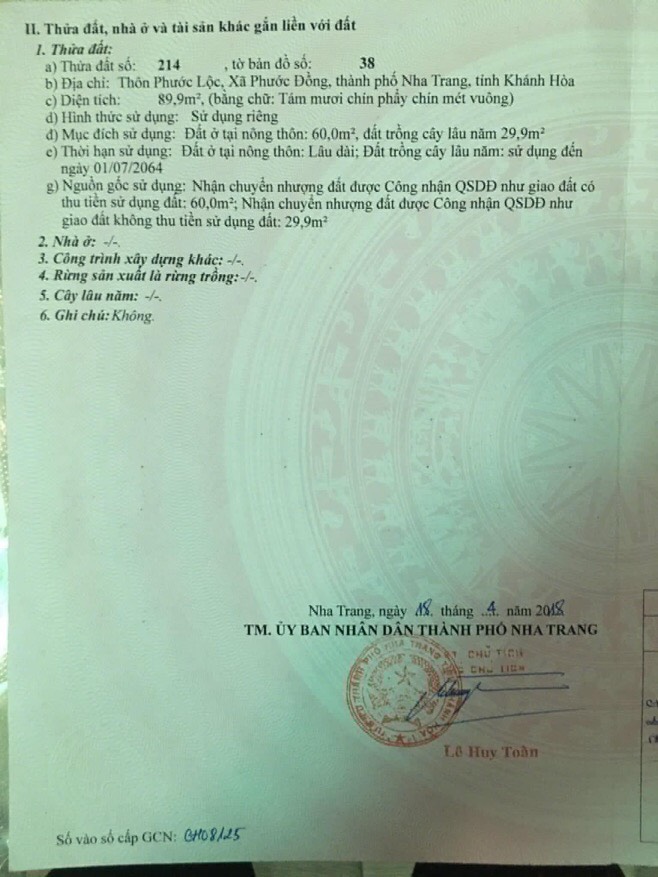 II. Thửa đất, nhà ở và tài sản khác gắn liền với đất
1. Thửa đất:
a) Thửa đất số: 214 , tờ bản đồ số: 38
b) Địa chỉ: Thôn Phước Lộc, Xã Phước Đồng, thành phố Nha Trang, tỉnh Khánh Hòa
c) Diện tích: 89,9m², (bằng chữ: Tám mươi chín phẩy chín mét vuông)
d) Hình thức sử dụng: Sử dụng riêng
đ) Mục đích sử dụng: Đất ở tại nông thôn: 60,0m², đất trồng cây lâu năm 29,9m²
e) Thời hạn sử dụng: Đất ở tại nông thôn: Lâu dài; Đất trồng cây lâu năm: sử dụng đến
ngày 01/07/2064
g) Nguồn gốc sử dụng: Nhận chuyển nhượng đất được Công nhận QSDĐ như giao đất có
thu tiền sử dụng đất: 60,0m²; Nhận chuyển nhượng đất được Công nhận QSDĐ như
giao đất không thu tiền sử dụng đất: 29,9m²
2. Nhà ở: -/-.
3. Công trình xây dựng khác: -/-.
4. Rừng sản xuất là rừng trồng: -/-.
5. Cây lâu năm: -/-.
6. Ghi chú: Không.
Nha Trang, ngày 18 tháng 4 năm 2018
TM. ỦY BAN NHÂN DÂN THÀNH PHỐ NHA TRANG
CHỦ TỊCH
Lê Huy Toàn
Số vào sổ cấp GCN: CH08125